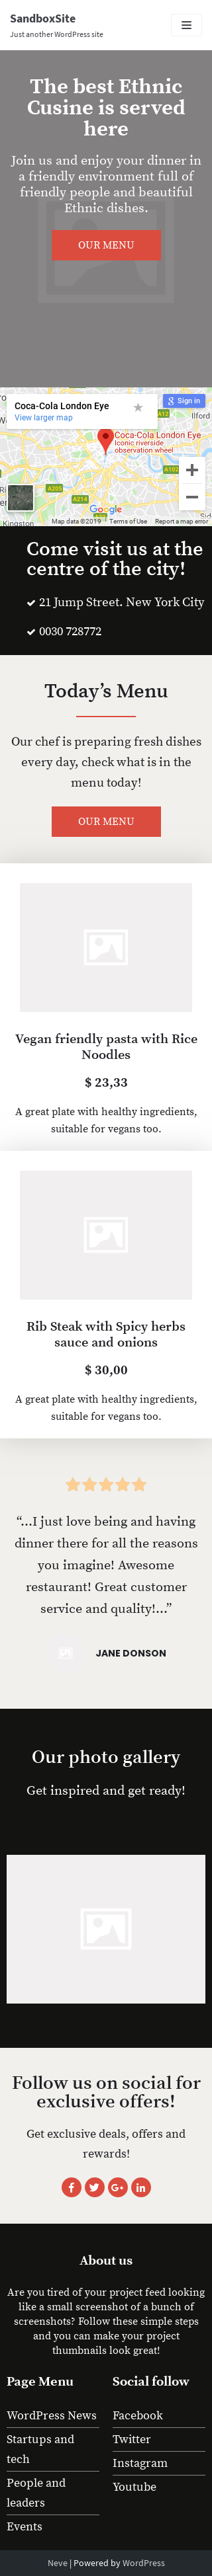 SandboxSite
Just another WordPress site
The best Ethnic
Cusine is served
here
Join us and enjoy your dinner in
a friendly environment full of
friendly people and beautiful
Ethnic dishes.
OUR MENU
Coca-Cola London Eye
View larger map
Sign in
Ilford
Coca-Cola London Eye
Iconic riverside
observation wheel
A12
A102
A205
A214
Google
Kingston
Map data ©2019
Terms of Use
Report a map error
Come visit us at the
centre of the city!
21 Jump Street. New York City
0030 728772
Today’s Menu
Our chef is preparing fresh dishes
every day, check what is in the
menu today!
OUR MENU
Vegan friendly pasta with Rice
Noodles
$ 23,33
A great plate with healthy ingredients,
suitable for vegans too.
Rib Steak with Spicy herbs
sauce and onions
$ 30,00
A great plate with healthy ingredients,
suitable for vegans too.
“…I just love being and having
dinner there for all the reasons
you imagine! Awesome
restaurant! Great customer
service and quality!…”
JANE DONSON
Our photo gallery
Get inspired and get ready!
Follow us on social for
exclusive offers!
Get exclusive deals, offers and
rewards!
About us
Are you tired of your project feed looking
like a small screenshot of a bunch of
screenshots? Follow these simple steps
and you can make your project
thumbnails look great!
Page Menu
WordPress News
Startups and
tech
People and
leaders
Events
Social follow
Facebook
Twitter
Instagram
Youtube
Neve | Powered by WordPress